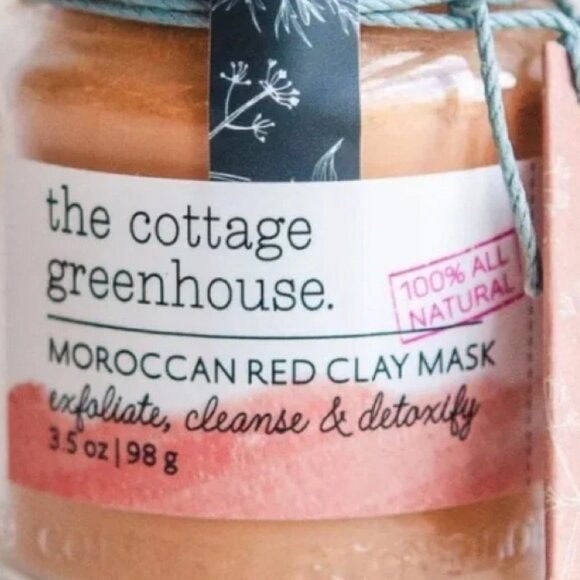 the cottage
greenhouse.
100% ALL
NATURAL
MOROCCAN RED CLAY MASK
exfoliate, cleanse & detoxify
3.5 oz | 98 g